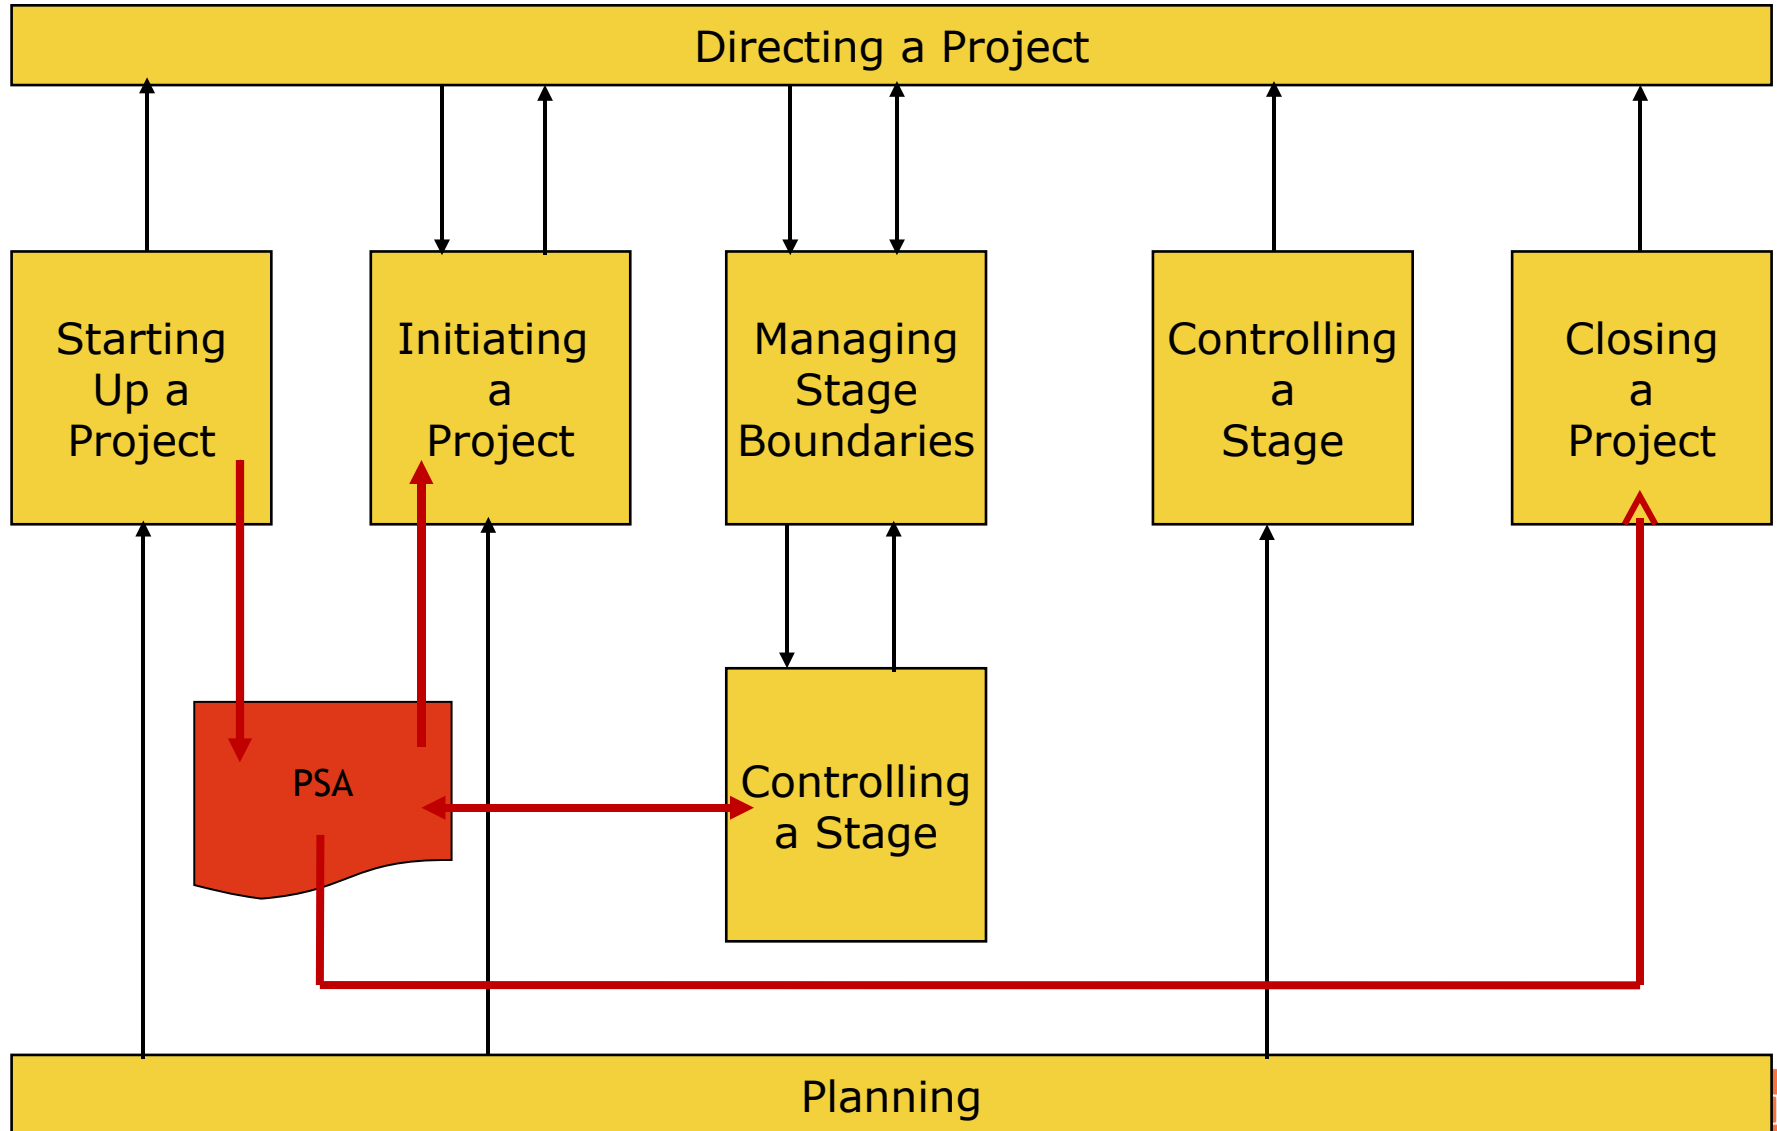 Directing a Project
Starting
Up a
Project
Initiating
a
Project
Managing
Stage
Boundaries
Controlling
a
Stage
Closing
a
Project
PSA
Controlling
a Stage
Planning